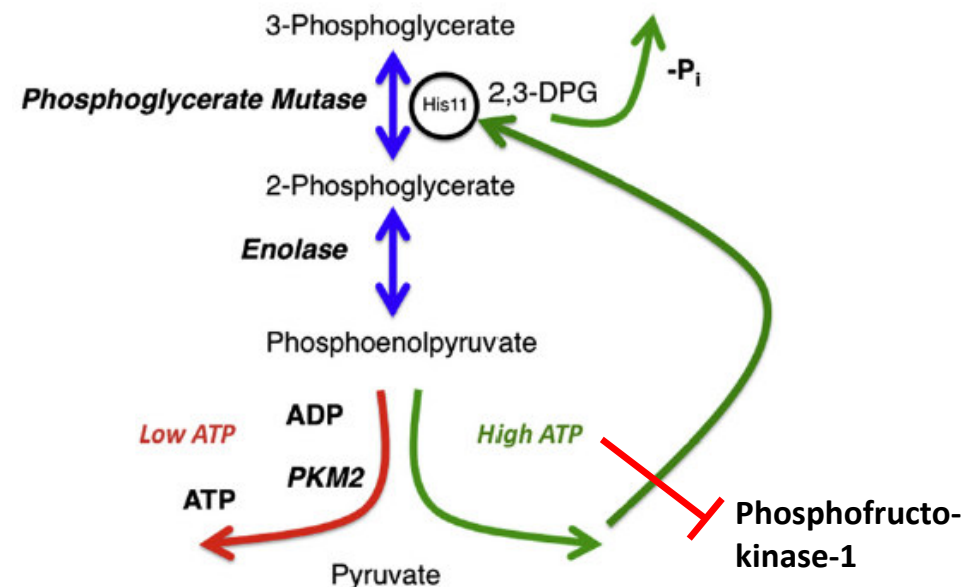 3-Phosphoglycerate
-Pi
Phosphoglycerate Mutase
His11
2,3-DPG
2-Phosphoglycerate
Enolase
Phosphoenolpyruvate
Low ATP
ADP
High ATP
PKM2
ATP
Phosphofructo-
kinase-1
Pyruvate